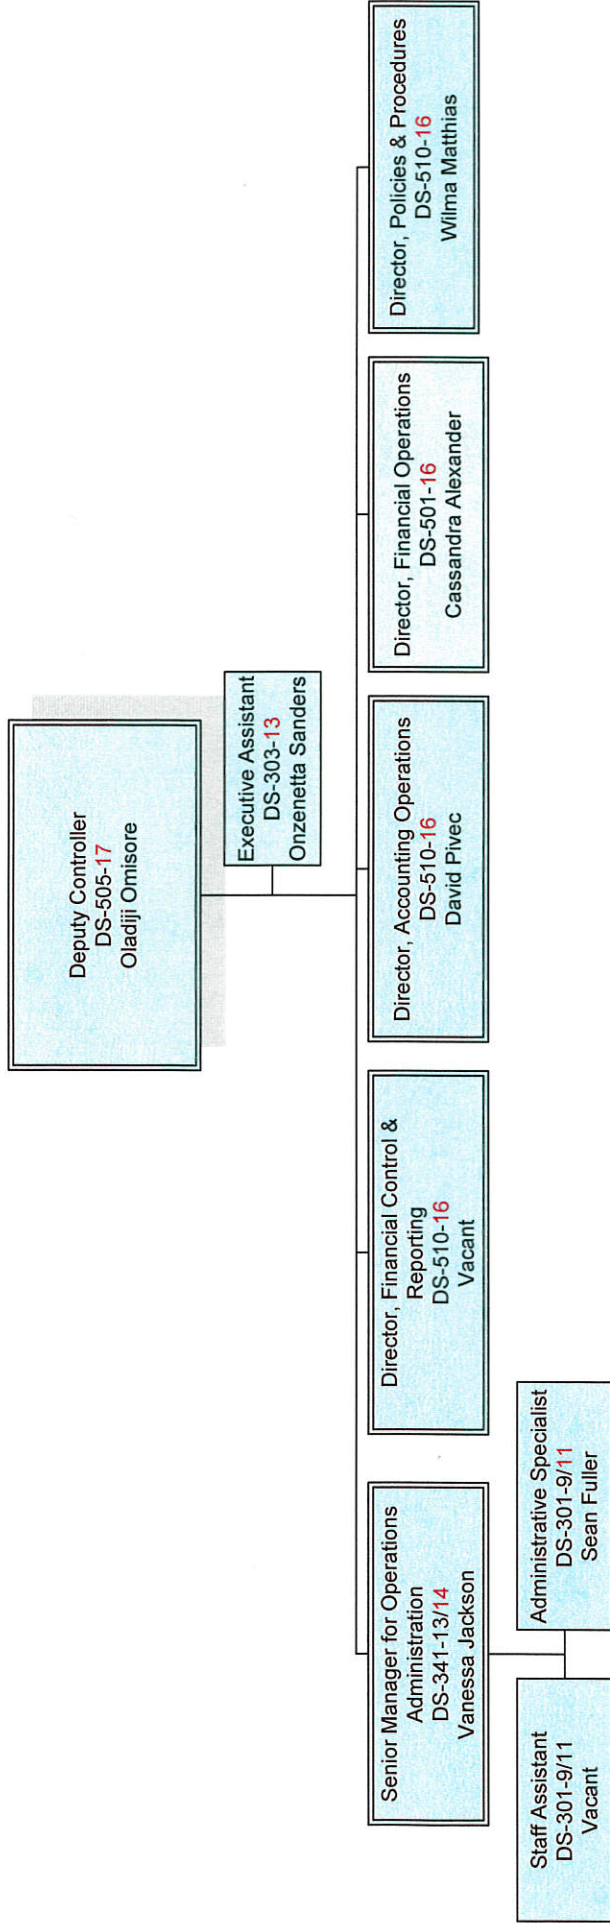 Deputy Controller
DS-505-17
Oladiji Omisore
Executive Assistant
DS-303-13
Onzenetta Sanders
Senior Manager for Operations
Administration
DS-341-13/14
Vanessa Jackson
Director, Financial Control &
Reporting
DS-510-16
Vacant
Director, Accounting Operations
DS-510-16
David Pivec
Director, Financial Operations
DS-501-16
Cassandra Alexander
Director, Policies & Procedures
DS-510-16
Wilma Matthias
Staff Assistant
DS-301-9/11
Vacant
Administrative Specialist
DS-301-9/11
Sean Fuller